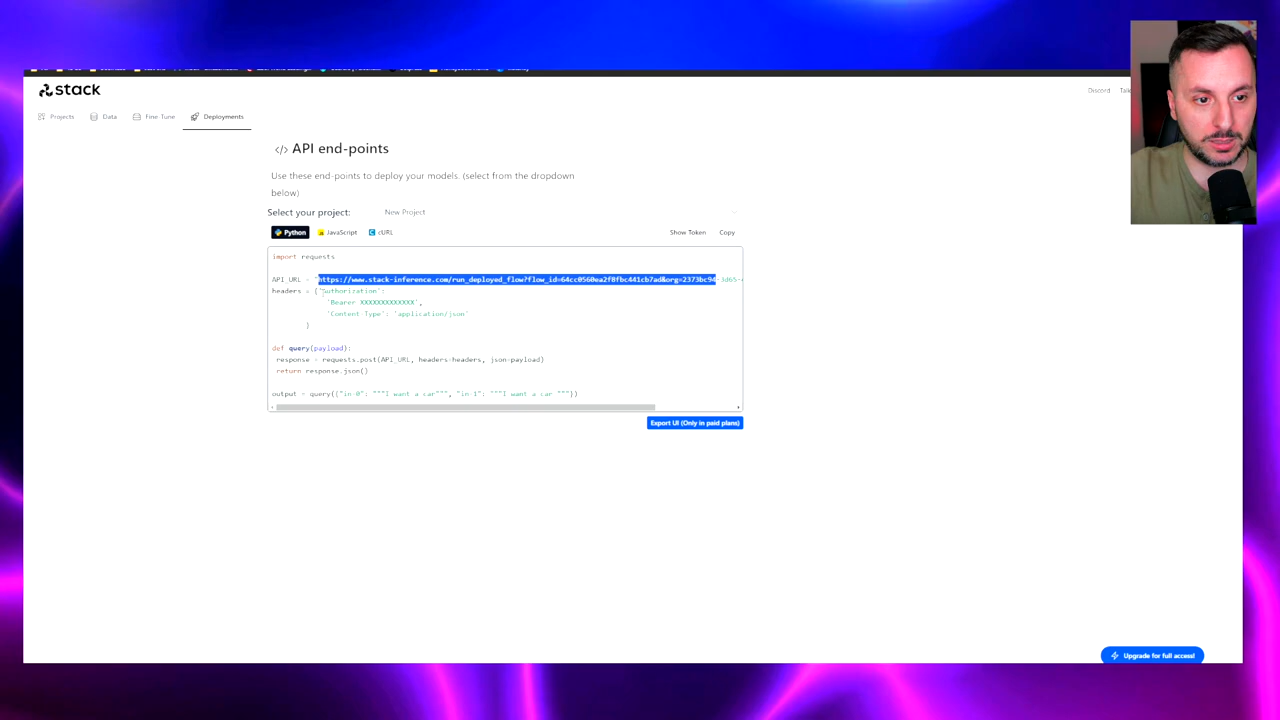 stack
Discord
Projects
Data
Fine Tune
Deployments
</> API end-points
Use these end-points to deploy your models. (select from the dropdown
below)
Select your project: New Project
Python JavaScript cURL Show Token Copy
import requests
API_URL = "https://www.stack-inference.com/run_deployed_flow?flow_id=64cc0560ea2f8fbc441cb7ad&org=2373bc94-3d65-
headers = {'Authorization':
'Bearer XXXXXXXXXXXXX',
'Content-Type': 'application/json'
}
def query(payload):
response = requests.post(API_URL, headers=headers, json=payload)
return response.json()
output = query({"in-0": """I want a car""", "in-1": """I want a car """})
Export UI (Only in paid plans)
Upgrade for full access!